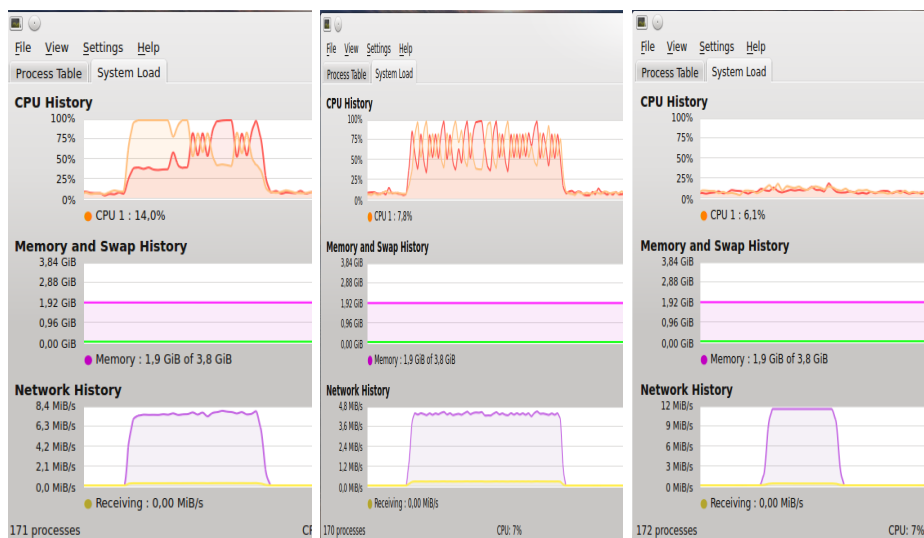 File View Settings Help
Process Table System Load
CPU History
100%
75%
50%
25%
0%
CPU 1 : 14,0%
Memory and Swap History
3,84 GiB
2,88 GiB
1,92 GiB
0,96 GiB
0,00 GiB
Memory : 1,9 GiB of 3,8 GiB
Network History
8,4 MiB/s
6,3 MiB/s
4,2 MiB/s
2,1 MiB/s
0,0 MiB/s
Receiving : 0,00 MiB/s
171 processes CF
File View Settings Help
Process Table System Load
CPU History
100%
75%
50%
25%
0%
CPU 1 : 7,8%
Memory and Swap History
3,84 GiB
2,88 GiB
1,92 GiB
0,96 GiB
0,00 GiB
Memory : 1,9 GiB of 3,8 GiB
Network History
4,8 MiB/s
3,6 MiB/s
2,4 MiB/s
1,2 MiB/s
0,0 MiB/s
Receiving : 0,00 MiB/s
170 processes CPU: 7%
File View Settings Help
Process Table System Load
CPU History
100%
75%
50%
25%
0%
CPU 1 : 6,1%
Memory and Swap History
3,84 GiB
2,88 GiB
1,92 GiB
0,96 GiB
0,00 GiB
Memory : 1,9 GiB of 3,8 GiB
Network History
12 MiB/s
9 MiB/s
6 MiB/s
3 MiB/s
0 MiB/s
Receiving : 0,00 MiB/s
172 processes CPU: 7%